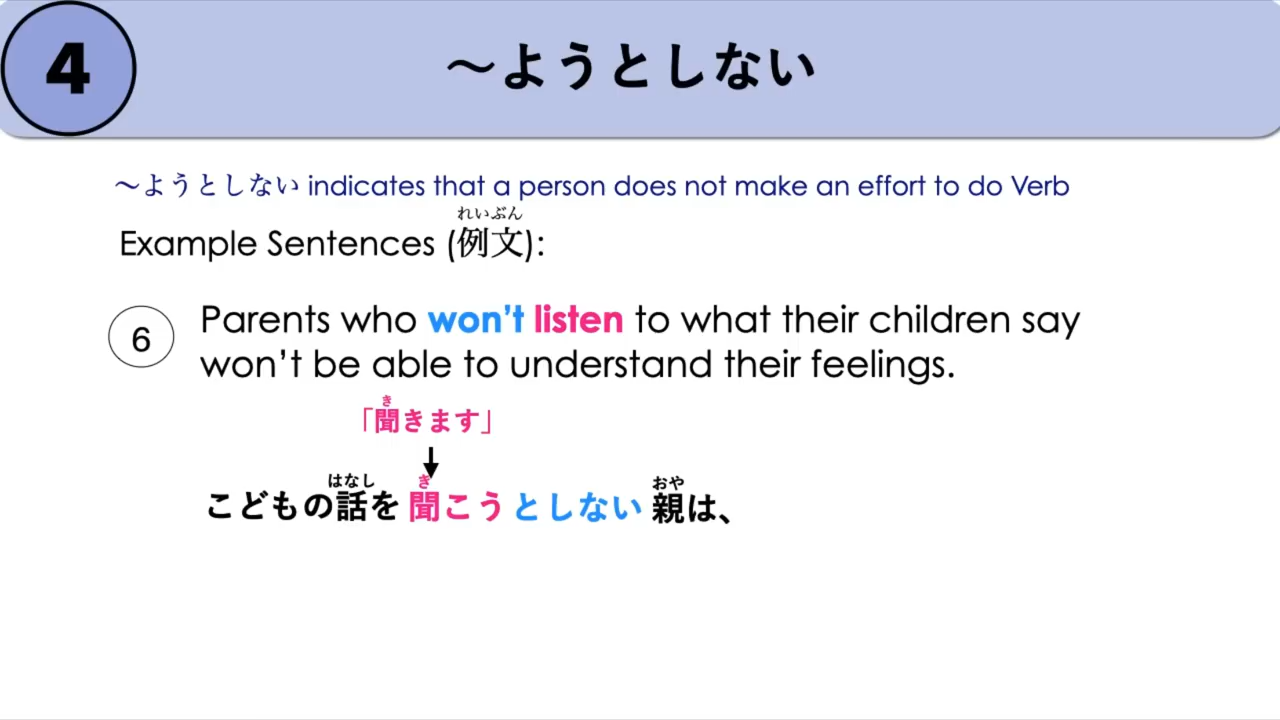 4
～ようとしない
～ようとしない indicates that a person does not make an effort to do Verb
れいぶん
Example Sentences (例文):
6
Parents who won't listen to what their children say
won't be able to understand their feelings.
き
「聞きます」
はなし き おや
こどもの話を 聞こう としない 親は、